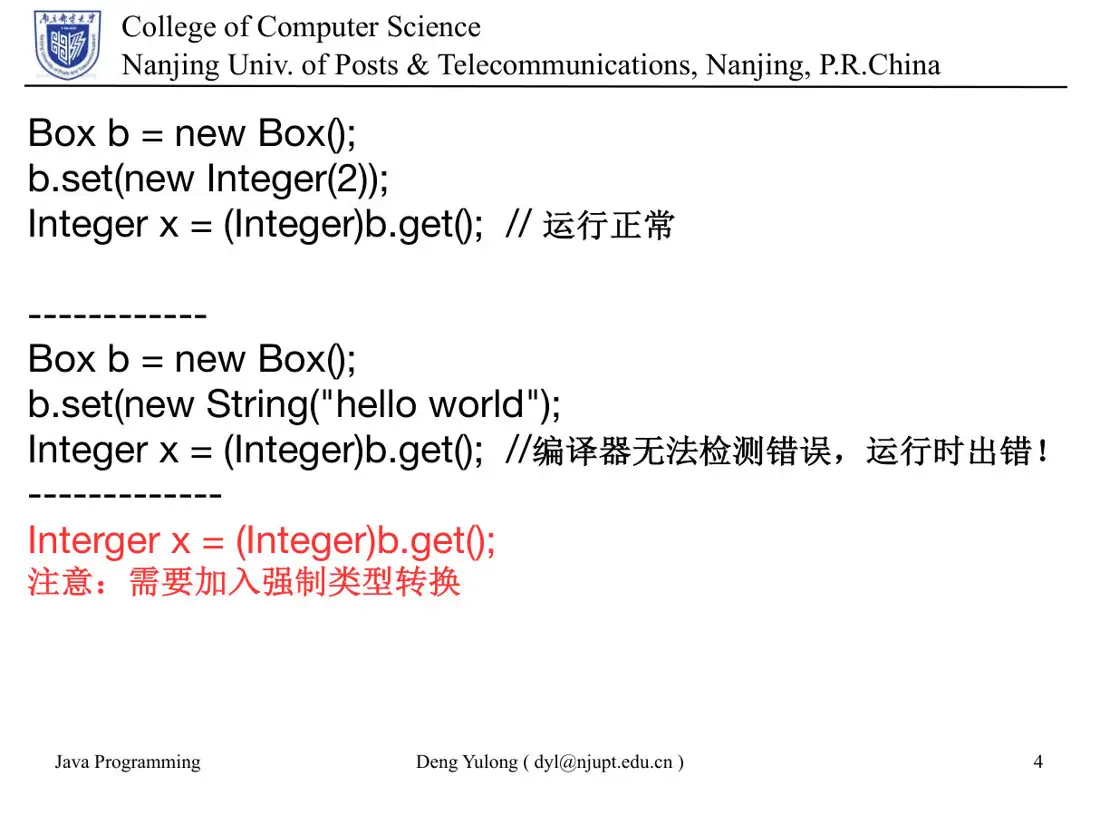 College of Computer Science
Nanjing Univ. of Posts & Telecommunications, Nanjing, P.R.China
Box b = new Box();
b.set(new Integer(2));
Integer x = (Integer)b.get();  // 运行正常
------------
Box b = new Box();
b.set(new String("hello world");
Integer x = (Integer)b.get();  //编译器无法检测错误，运行时出错！
-------------
Interger x = (Integer)b.get();
注意：需要加入强制类型转换
Java Programming
Deng Yulong ( dyl@njupt.edu.cn )
4